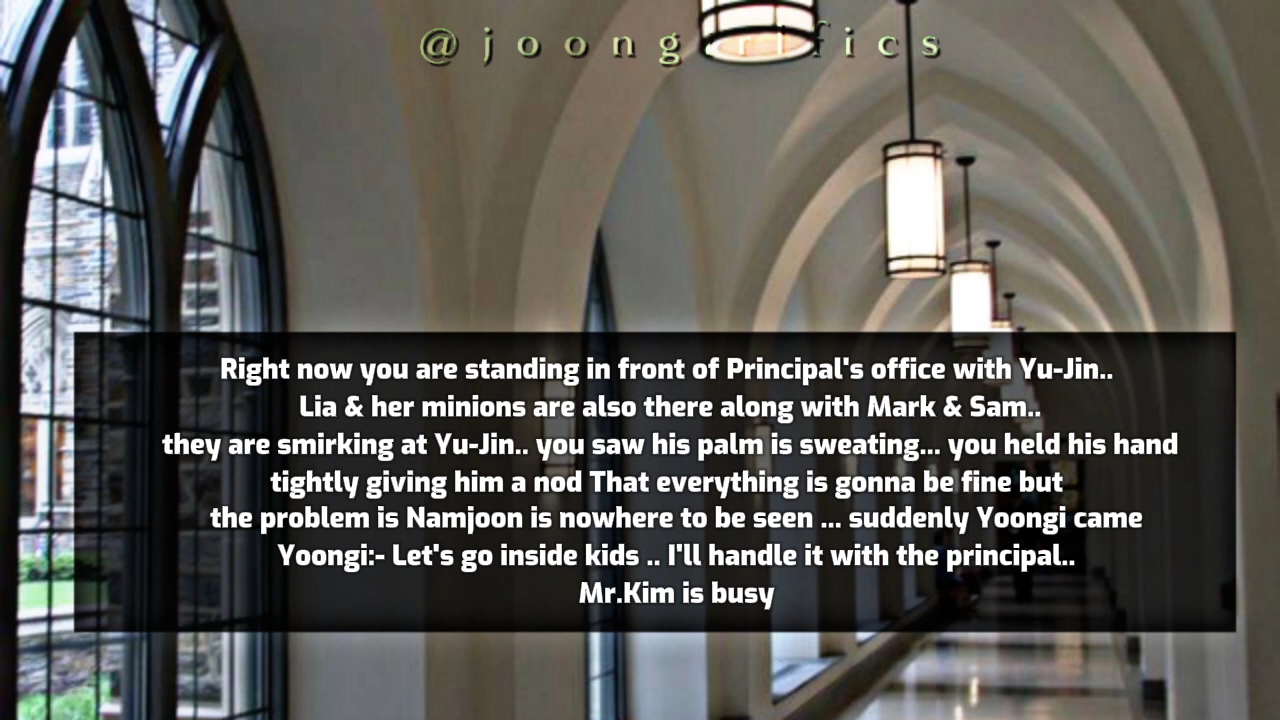 @joon
Right now you are standing in front of Principal's office with Yu-Jin..
Lia & her minions are also there along with Mark & Sam..
they are smirking at Yu-Jin.. you saw his palm is sweating... you held his hand
tightly giving him a nod That everything is gonna be fine but
the problem is Namjoon is nowhere to be seen ... suddenly Yoongi came
Yoongi:- Let's go inside kids .. I'll handle it with the principal..
Mr.Kim is busy